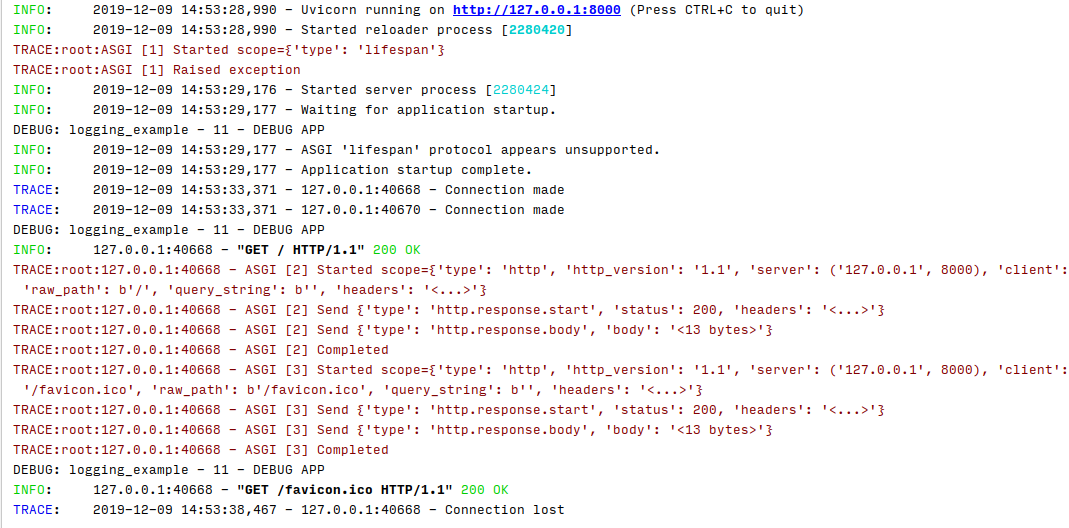 INFO:     2019-12-09 14:53:28,990 - Uvicorn running on http://127.0.0.1:8000 (Press CTRL+C to quit)
INFO:     2019-12-09 14:53:28,990 - Started reloader process [2280420]
TRACE:root:ASGI [1] Started scope={'type': 'lifespan'}
TRACE:root:ASGI [1] Raised exception
INFO:     2019-12-09 14:53:29,176 - Started server process [2280424]
INFO:     2019-12-09 14:53:29,177 - Waiting for application startup.
DEBUG: logging_example - 11 - DEBUG APP
INFO:     2019-12-09 14:53:29,177 - ASGI 'lifespan' protocol appears unsupported.
INFO:     2019-12-09 14:53:29,177 - Application startup complete.
TRACE:    2019-12-09 14:53:33,371 - 127.0.0.1:40668 - Connection made
TRACE:    2019-12-09 14:53:33,371 - 127.0.0.1:40670 - Connection made
DEBUG: logging_example - 11 - DEBUG APP
INFO:     127.0.0.1:40668 - "GET / HTTP/1.1" 200 OK
TRACE:root:127.0.0.1:40668 - ASGI [2] Started scope={'type': 'http', 'http_version': '1.1', 'server': ('127.0.0.1', 8000), 'client':
'raw_path': b'/', 'query_string': b'', 'headers': '<...>'}
TRACE:root:127.0.0.1:40668 - ASGI [2] Send {'type': 'http.response.start', 'status': 200, 'headers': '<...>'}
TRACE:root:127.0.0.1:40668 - ASGI [2] Send {'type': 'http.response.body', 'body': '<13 bytes>'}
TRACE:root:127.0.0.1:40668 - ASGI [2] Completed
TRACE:root:127.0.0.1:40668 - ASGI [3] Started scope={'type': 'http', 'http_version': '1.1', 'server': ('127.0.0.1', 8000), 'client':
'/favicon.ico', 'raw_path': b'/favicon.ico', 'query_string': b'', 'headers': '<...>'}
TRACE:root:127.0.0.1:40668 - ASGI [3] Send {'type': 'http.response.start', 'status': 200, 'headers': '<...>'}
TRACE:root:127.0.0.1:40668 - ASGI [3] Send {'type': 'http.response.body', 'body': '<13 bytes>'}
TRACE:root:127.0.0.1:40668 - ASGI [3] Completed
DEBUG: logging_example - 11 - DEBUG APP
INFO:     127.0.0.1:40668 - "GET /favicon.ico HTTP/1.1" 200 OK
TRACE:    2019-12-09 14:53:38,467 - 127.0.0.1:40668 - Connection lost